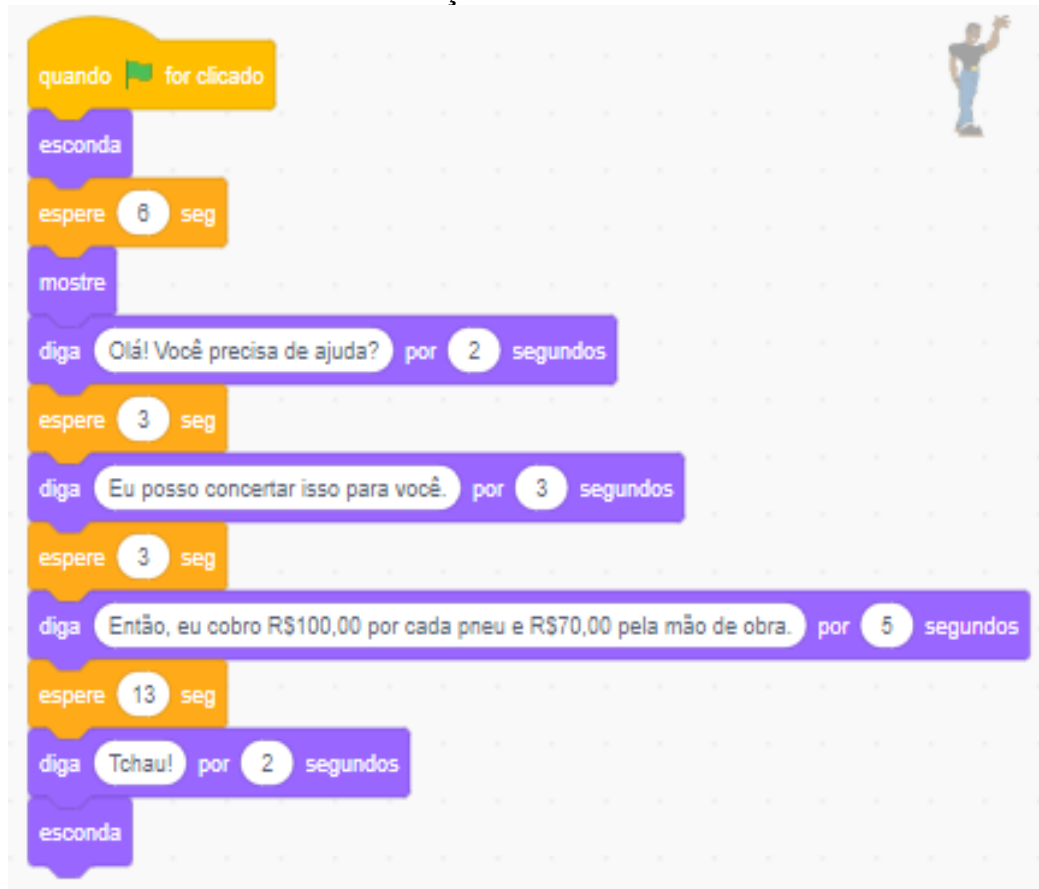 quando for clicado
esconda
espere 6 seg
mostre
diga Olá! Você precisa de ajuda? por 2 segundos
espere 3 seg
diga Eu posso concertar isso para você. por 3 segundos
espere 3 seg
diga Então, eu cobro R$100,00 por cada pneu e R$70,00 pela mão de obra. por 5 segundos
espere 13 seg
diga Tchau! por 2 segundos
esconda